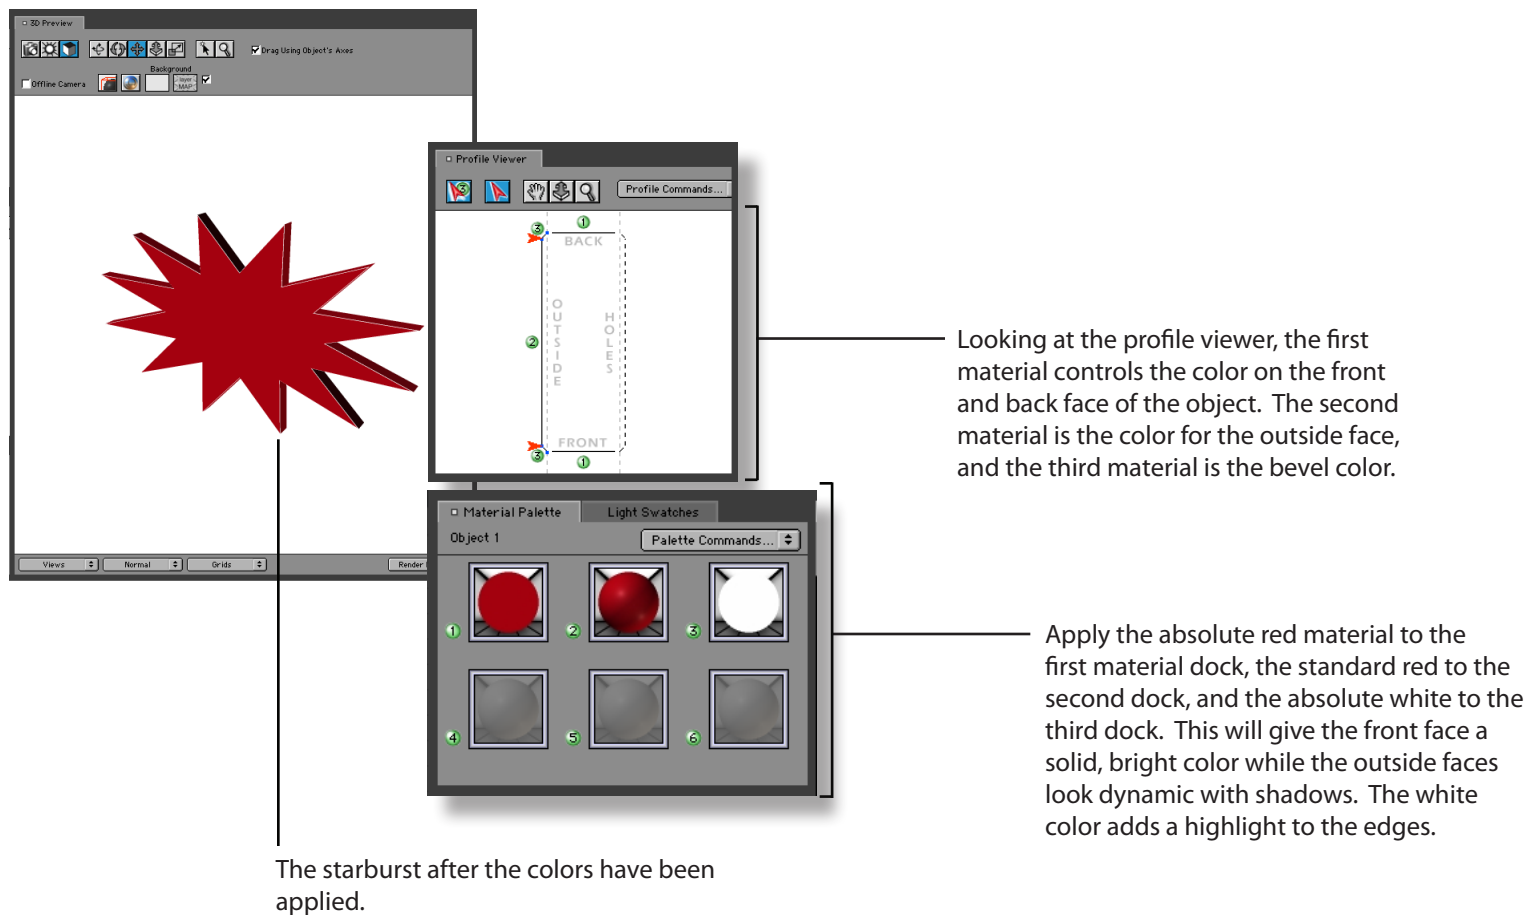 3D Preview
Drag Using Object's Axes
Background
Offline Camera
layer
MAP
Profile Viewer
3
Profile Commands...
3
1
BACK
OUTSIDE
HOLES
2
FRONT
3
1
Looking at the profile viewer, the first
material controls the color on the front
and back face of the object.  The second
material is the color for the outside face,
and the third material is the bevel color.
Views
Normal
Grids
Render
Material Palette
Light Swatches
Object 1
Palette Commands...
1
2
3
4
5
6
Apply the absolute red material to the
first material dock, the standard red to the
second dock, and the absolute white to the
third dock.  This will give the front face a
solid, bright color while the outside faces
look dynamic with shadows.  The white
color adds a highlight to the edges.
The starburst after the colors have been
applied.